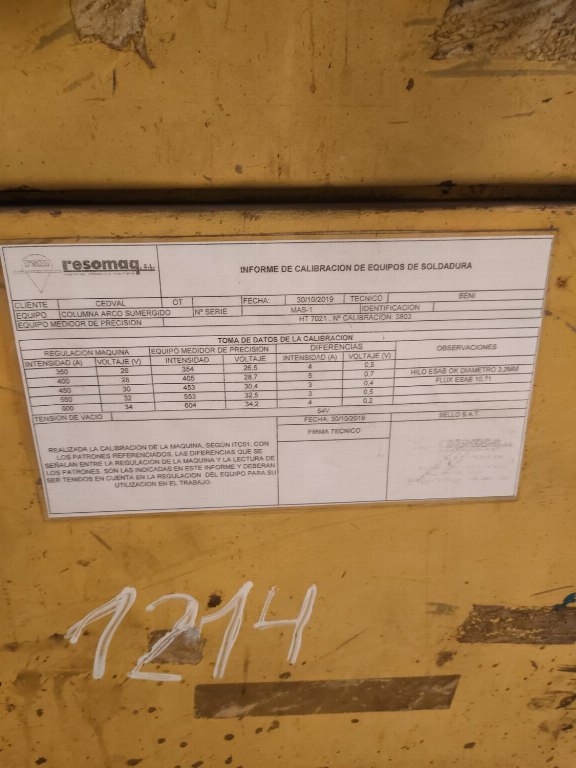 resomaq S.L.
INFORME DE CALIBRACION DE EQUIPOS DE SOLDADURA
CLIENTE CEDVAL OT FECHA: 30/10/2019 TECNICO BENI
EQUIPO COLUMNA ARCO SUMERGIDO Nº SERIE MAS-1 IDENTIFICACION
EQUIPO MEDIDOR DE PRECISION HT 7021 . Nº CALIBRACION 3803
TOMA DE DATOS DE LA CALIBRACION
REGULACION MAQUINA EQUIPO MEDIDOR DE PRECISION DIFERENCIAS OBSERVACIONES
INTENSIDAD (A) VOLTAJE (V) INTENSIDAD VOLTAJE INTENSIDAD (A) VOLTAJE (V)
350 26 354 26,5 4 0,5
400 28 405 28,7 5 0,7 HILO ESAB OK DIAMETRO 3,2MM
450 30 453 30,4 3 0,4 FLUX ESAB 10,71
550 32 553 32,5 3 0,5
600 34 604 34,2 4 0,2
TENSION DE VACIO 54V
FECHA: 30/10/2019 SELLO S.A.T.
FIRMA TECNICO
REALIZADA LA CALIBRACION DE LA MAQUINA, SEGÚN ITC01, CON
LOS PATRONES REFERENCIADOS, LAS DIFERENCIAS QUE SE
SEÑALAN ENTRE LA REGULACION DE LA MAQUINA Y LA LECTURA DE
LOS PATRONES, SON LAS INDICADAS EN ESTE INFORME Y DEBERAN
SER TENIDOS EN CUENTA EN LA REGULACION DEL EQUIPO PARA SU
UTILIZACION EN EL TRABAJO.
1214